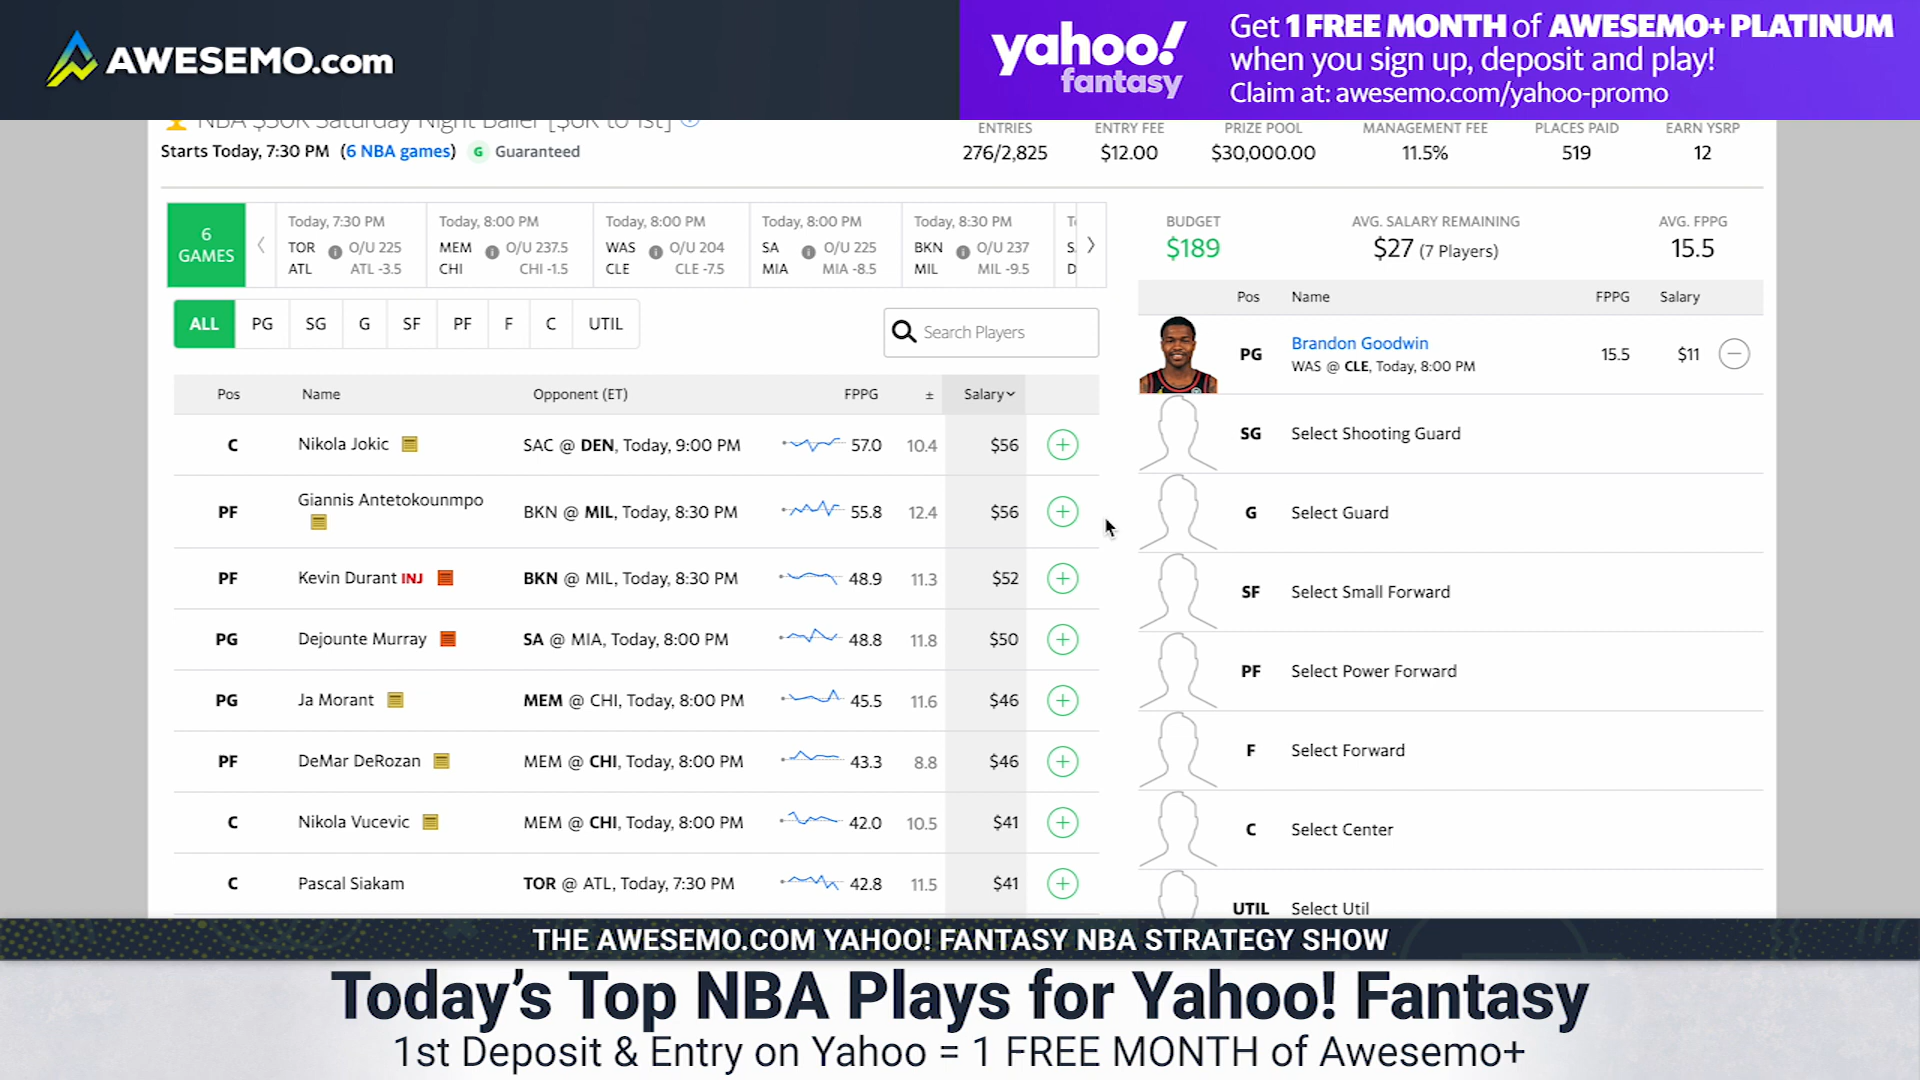 AWESEMO.com
yahoo!
fantasy
Get 1 FREE MONTH of AWESEMO+ PLATINUM
when you sign up, deposit and play!
Claim at: awesemo.com/yahoo-promo
NBA $30K Saturday Night Baller [$6K to 1st]
Starts Today, 7:30 PM (6 NBA games) G Guaranteed
ENTRIES ENTRY FEE PRIZE POOL MANAGEMENT FEE PLACES PAID EARN YSRP
276/2,825 $12.00 $30,000.00 11.5% 519 12
6
GAMES
Today, 7:30 PM Today, 8:00 PM Today, 8:00 PM Today, 8:00 PM Today, 8:30 PM
TOR O/U 225 MEM O/U 237.5 WAS O/U 204 SA O/U 225 BKN O/U 237 S
ATL ATL -3.5 CHI CHI -1.5 CLE CLE -7.5 MIA MIA -8.5 MIL MIL -9.5 D
BUDGET AVG. SALARY REMAINING AVG. FPPG
$189 $27 (7 Players) 15.5
ALL PG SG G SF PF F C UTIL
Search Players
Pos Name Opponent (ET) FPPG ± Salary
C Nikola Jokic SAC @ DEN, Today, 9:00 PM 57.0 10.4 $56
PF Giannis Antetokounmpo BKN @ MIL, Today, 8:30 PM 55.8 12.4 $56
PF Kevin Durant INJ BKN @ MIL, Today, 8:30 PM 48.9 11.3 $52
PG Dejounte Murray SA @ MIA, Today, 8:00 PM 48.8 11.8 $50
PG Ja Morant MEM @ CHI, Today, 8:00 PM 45.5 11.6 $46
PF DeMar DeRozan MEM @ CHI, Today, 8:00 PM 43.3 8.8 $46
C Nikola Vucevic MEM @ CHI, Today, 8:00 PM 42.0 10.5 $41
C Pascal Siakam TOR @ ATL, Today, 7:30 PM 42.8 11.5 $41
Pos Name FPPG Salary
PG Brandon Goodwin 15.5 $11
WAS @ CLE, Today, 8:00 PM
SG Select Shooting Guard
G Select Guard
SF Select Small Forward
PF Select Power Forward
F Select Forward
C Select Center
UTIL Select Util
THE AWESEMO.COM YAHOO! FANTASY NBA STRATEGY SHOW
Today's Top NBA Plays for Yahoo! Fantasy
1st Deposit & Entry on Yahoo = 1 FREE MONTH of Awesemo+